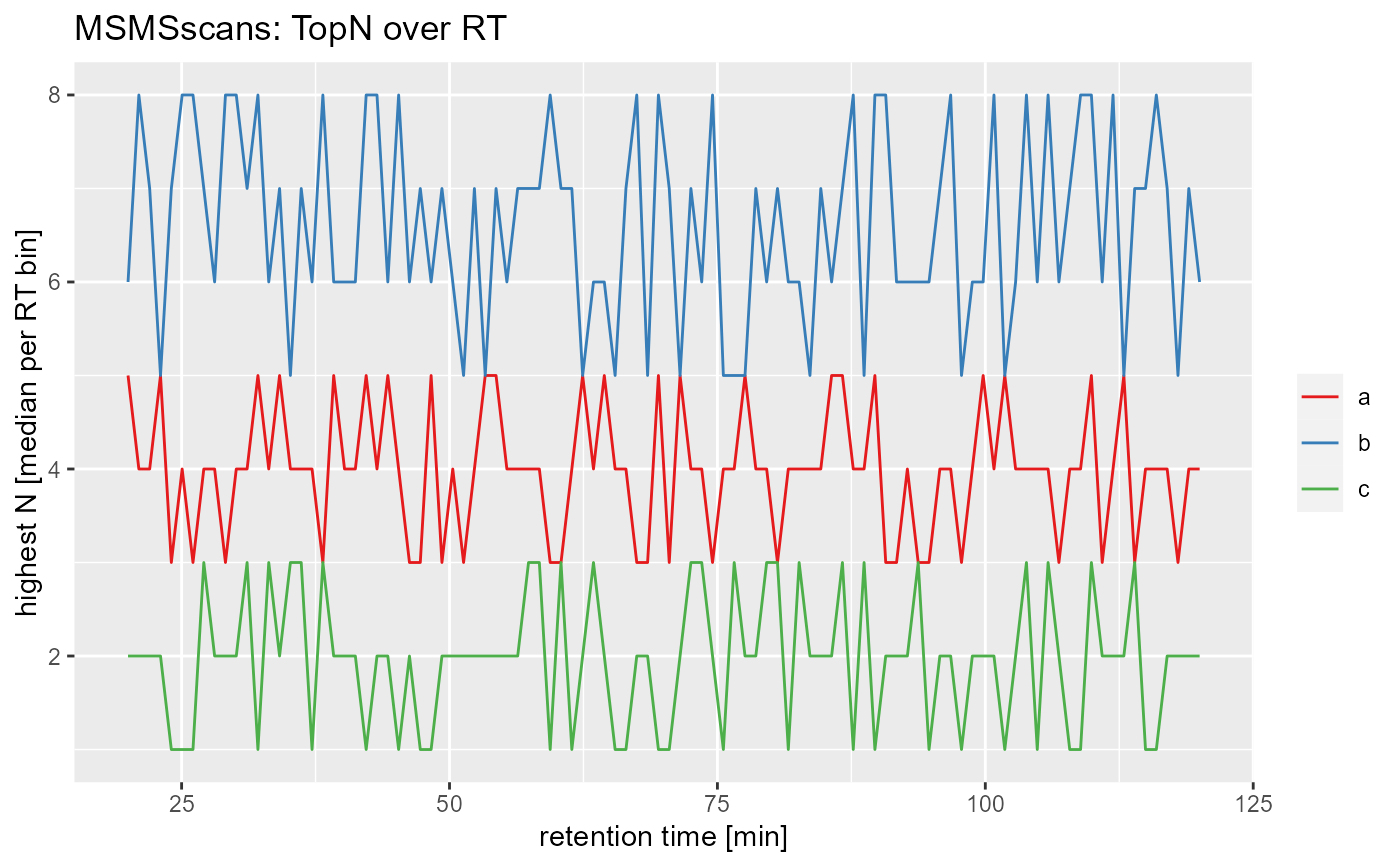 MSMSscans: TopN over RT
highest N [median per RT bin]
8
6
4
2
25
50
75
100
125
retention time [min]
a
b
c